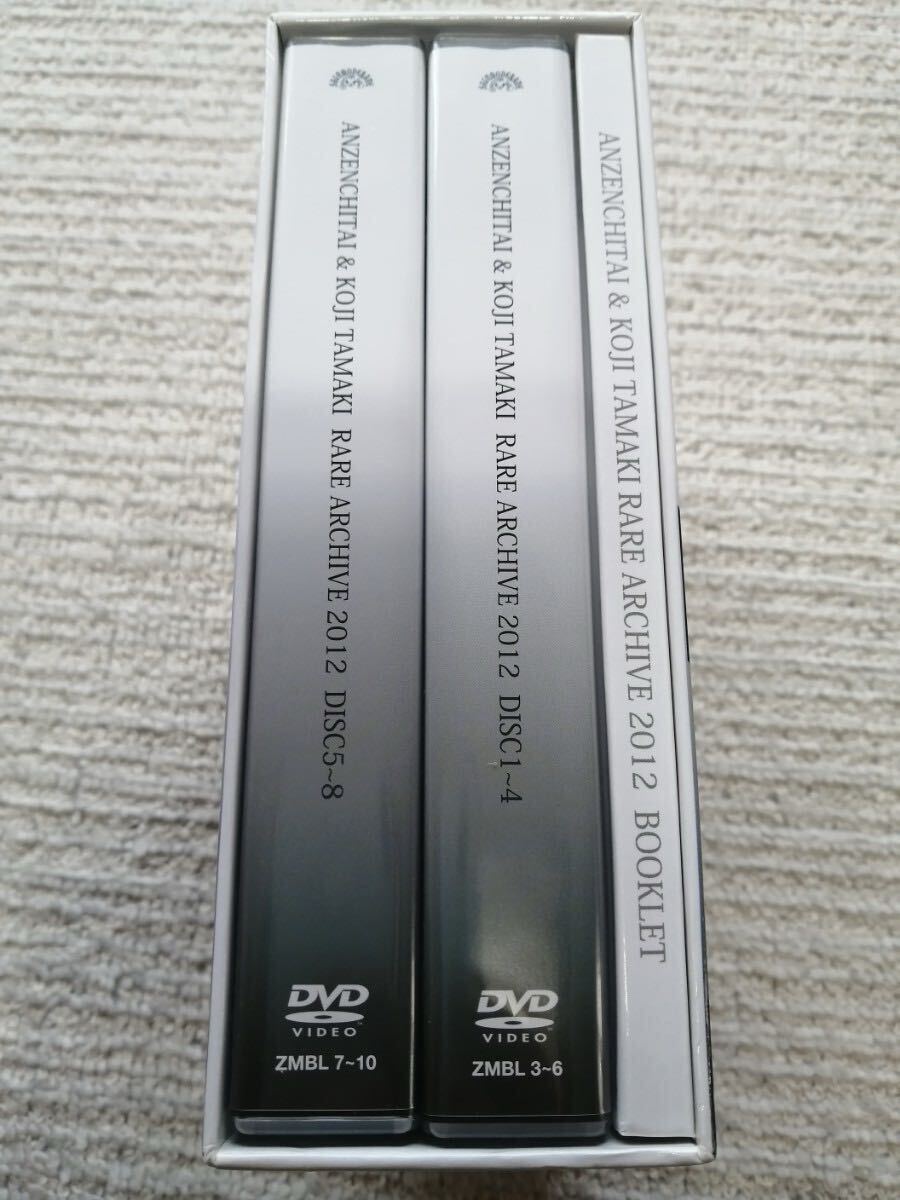 ANZENCHITAI & KOJI TAMAKI RARE ARCHIVE 2012 DISC5~8
DVD
VIDEO
ZMBL 7~10
ANZENCHITAI & KOJI TAMAKI RARE ARCHIVE 2012 DISC1~4
DVD
VIDEO
ZMBL 3~6
ANZENCHITAI & KOJI TAMAKI RARE ARCHIVE 2012 BOOKLET